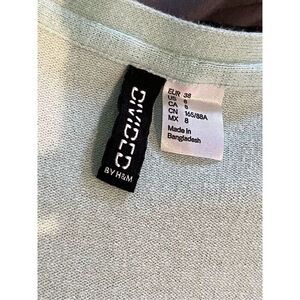 DIVIDED
BY H&M
EUR 38
US 8
CA 8
CN 165/88A
MX 8
Made in
Bangladesh